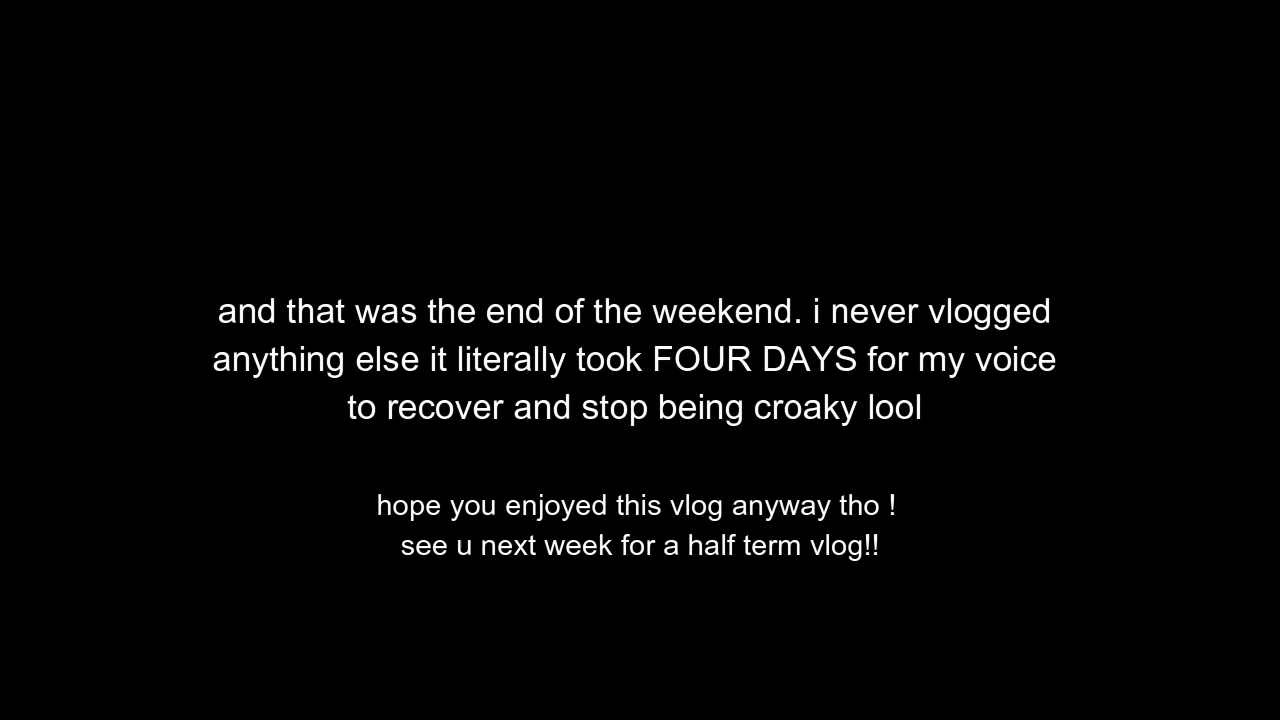 and that was the end of the weekend. i never vlogged
anything else it literally took FOUR DAYS for my voice
to recover and stop being croaky lool
hope you enjoyed this vlog anyway tho !
see u next week for a half term vlog!!